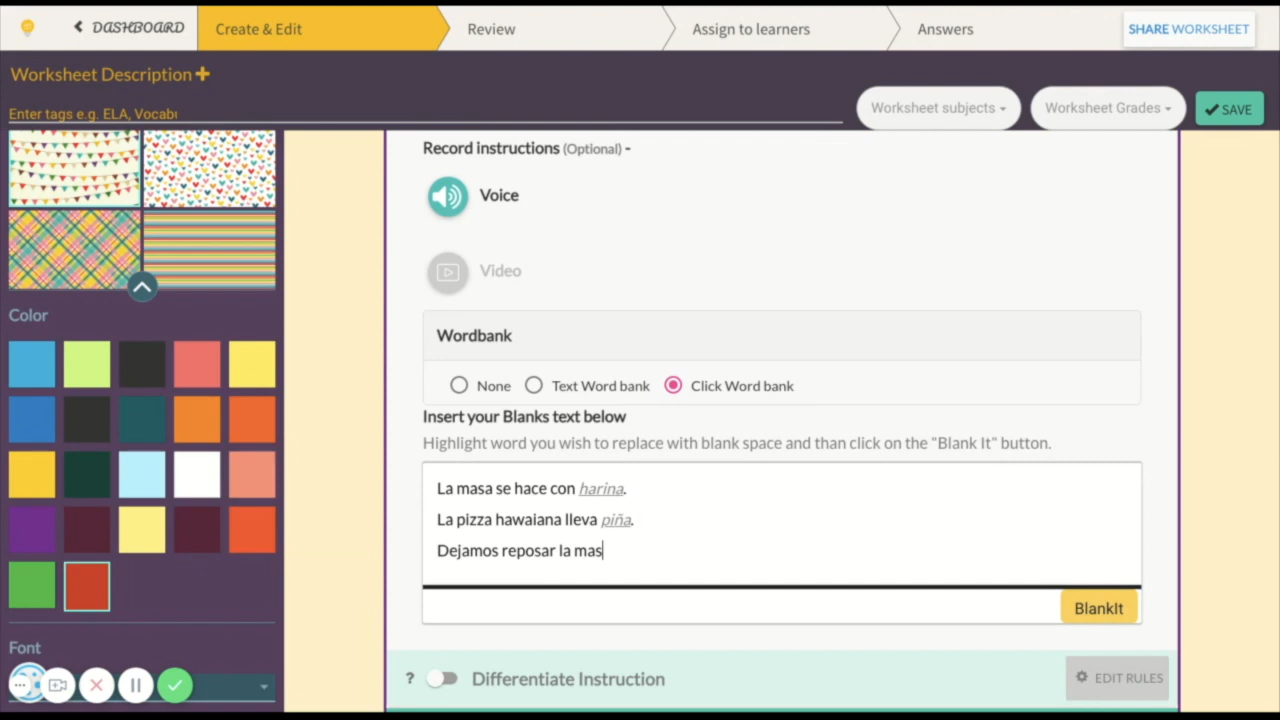 DASHBOARD
Create & Edit
Review
Assign to learners
Answers
SHARE WORKSHEET
Worksheet Description
Enter tags e.g. ELA, Vocabu
Worksheet subjects
Worksheet Grades
SAVE
Record instructions (Optional) -
Voice
Video
Color
Wordbank
None
Text Word bank
Click Word bank
Insert your Blanks text below
Highlight word you wish to replace with blank space and than click on the "Blank It" button.
La masa se hace con harina.
La pizza hawaiana lleva piña.
Dejamos reposar la mas
BlankIt
Font
? Differentiate Instruction
EDIT RULES